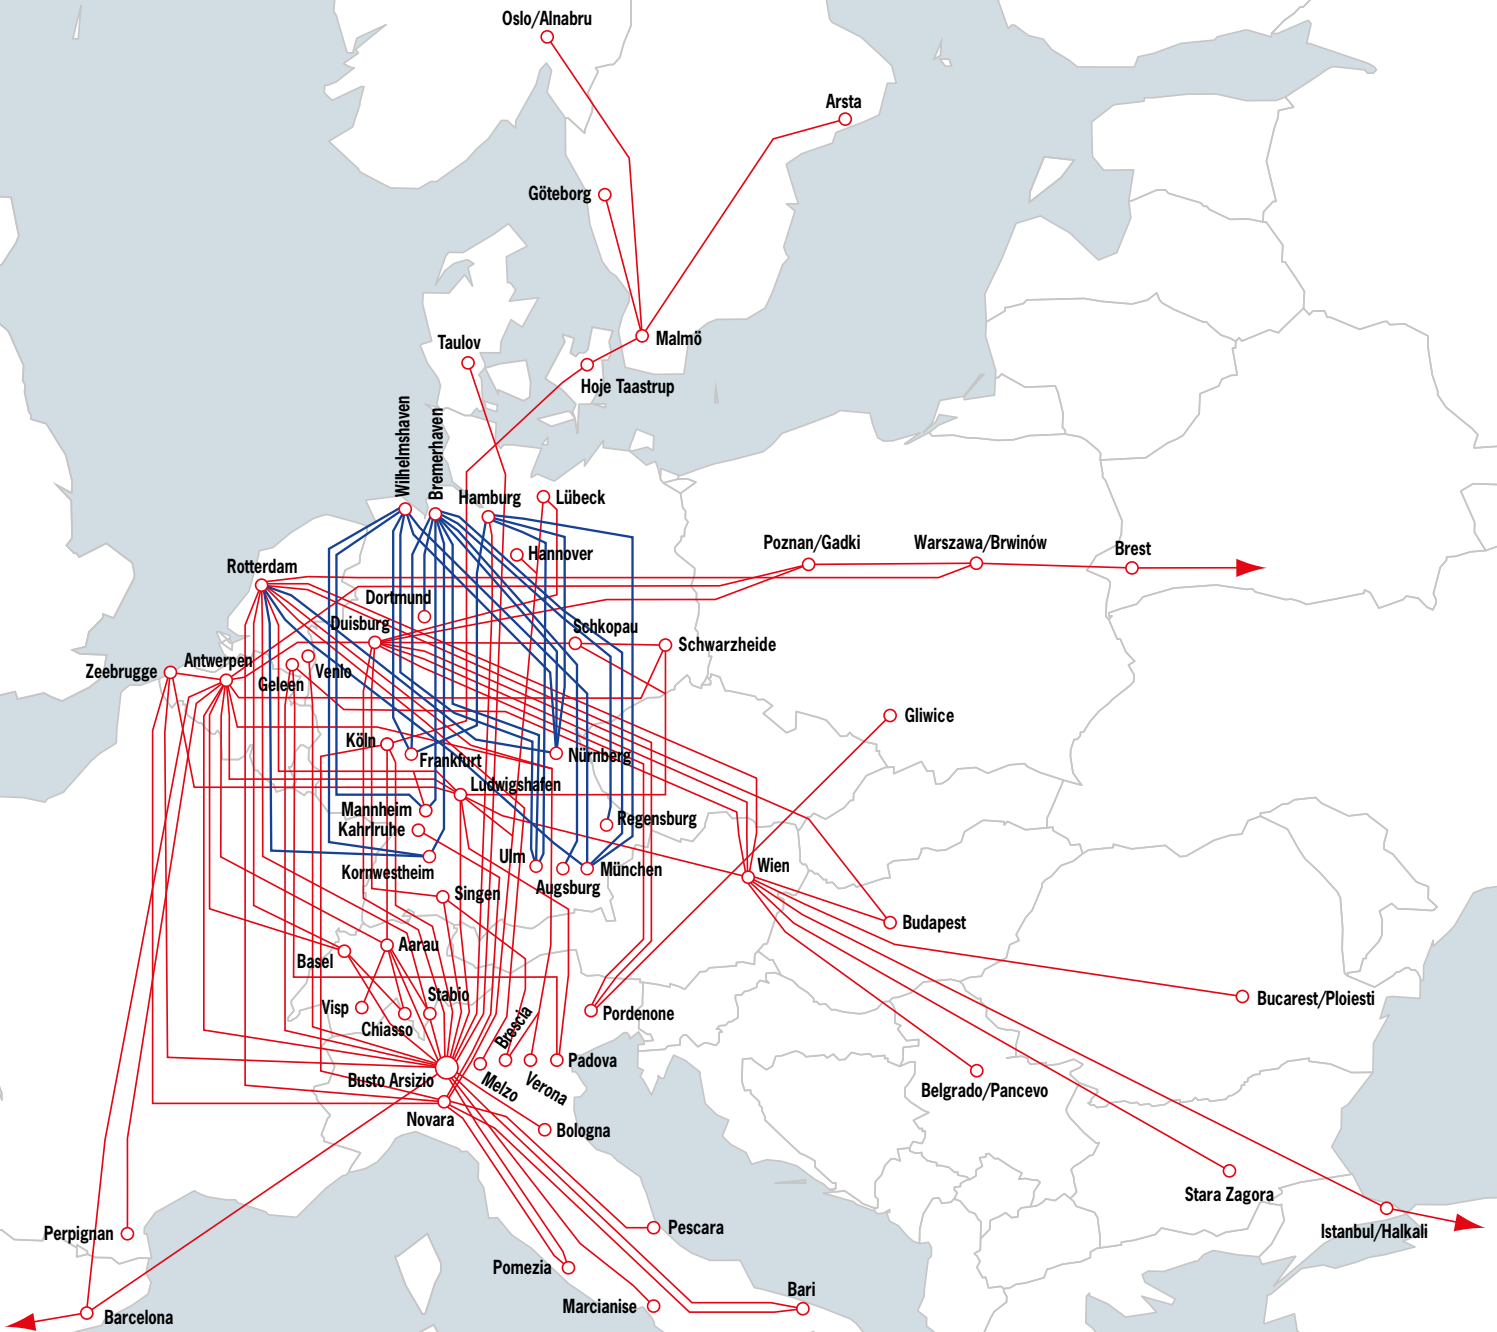 Oslo/Alnabru
Arsta
Göteborg
Malmö
Taulov
Hoje Taastrup
Wilhelmshaven
Bremerhaven
Hamburg
Lübeck
Hannover
Poznan/Gadki
Warszawa/Brwinów
Brest
Rotterdam
Dortmund
Duisburg
Schkopau
Schwarzheide
Zeebrugge
Antwerpen
Geleen
Venlo
Gliwice
Köln
Frankfurt
Nürnberg
Ludwigshafen
Mannheim
Kahrlruhe
Regensburg
Kornwestheim
Ulm
Augsburg
München
Wien
Singen
Budapest
Aarau
Basel
Stabio
Visp
Chiasso
Brescia
Pordenone
Bucarest/Ploiesti
Busto Arsizio
Melzo
Verona
Padova
Belgrado/Pancevo
Novara
Bologna
Stara Zagora
Istanbul/Halkali
Perpignan
Pescara
Pomezia
Marcianise
Bari
Barcelona